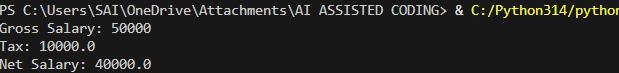 PS C:\Users\SAI\OneDrive\Attachments\AI ASSISTED CODING> & C:/Python314/python
Gross Salary: 50000
Tax: 10000.0
Net Salary: 40000.0